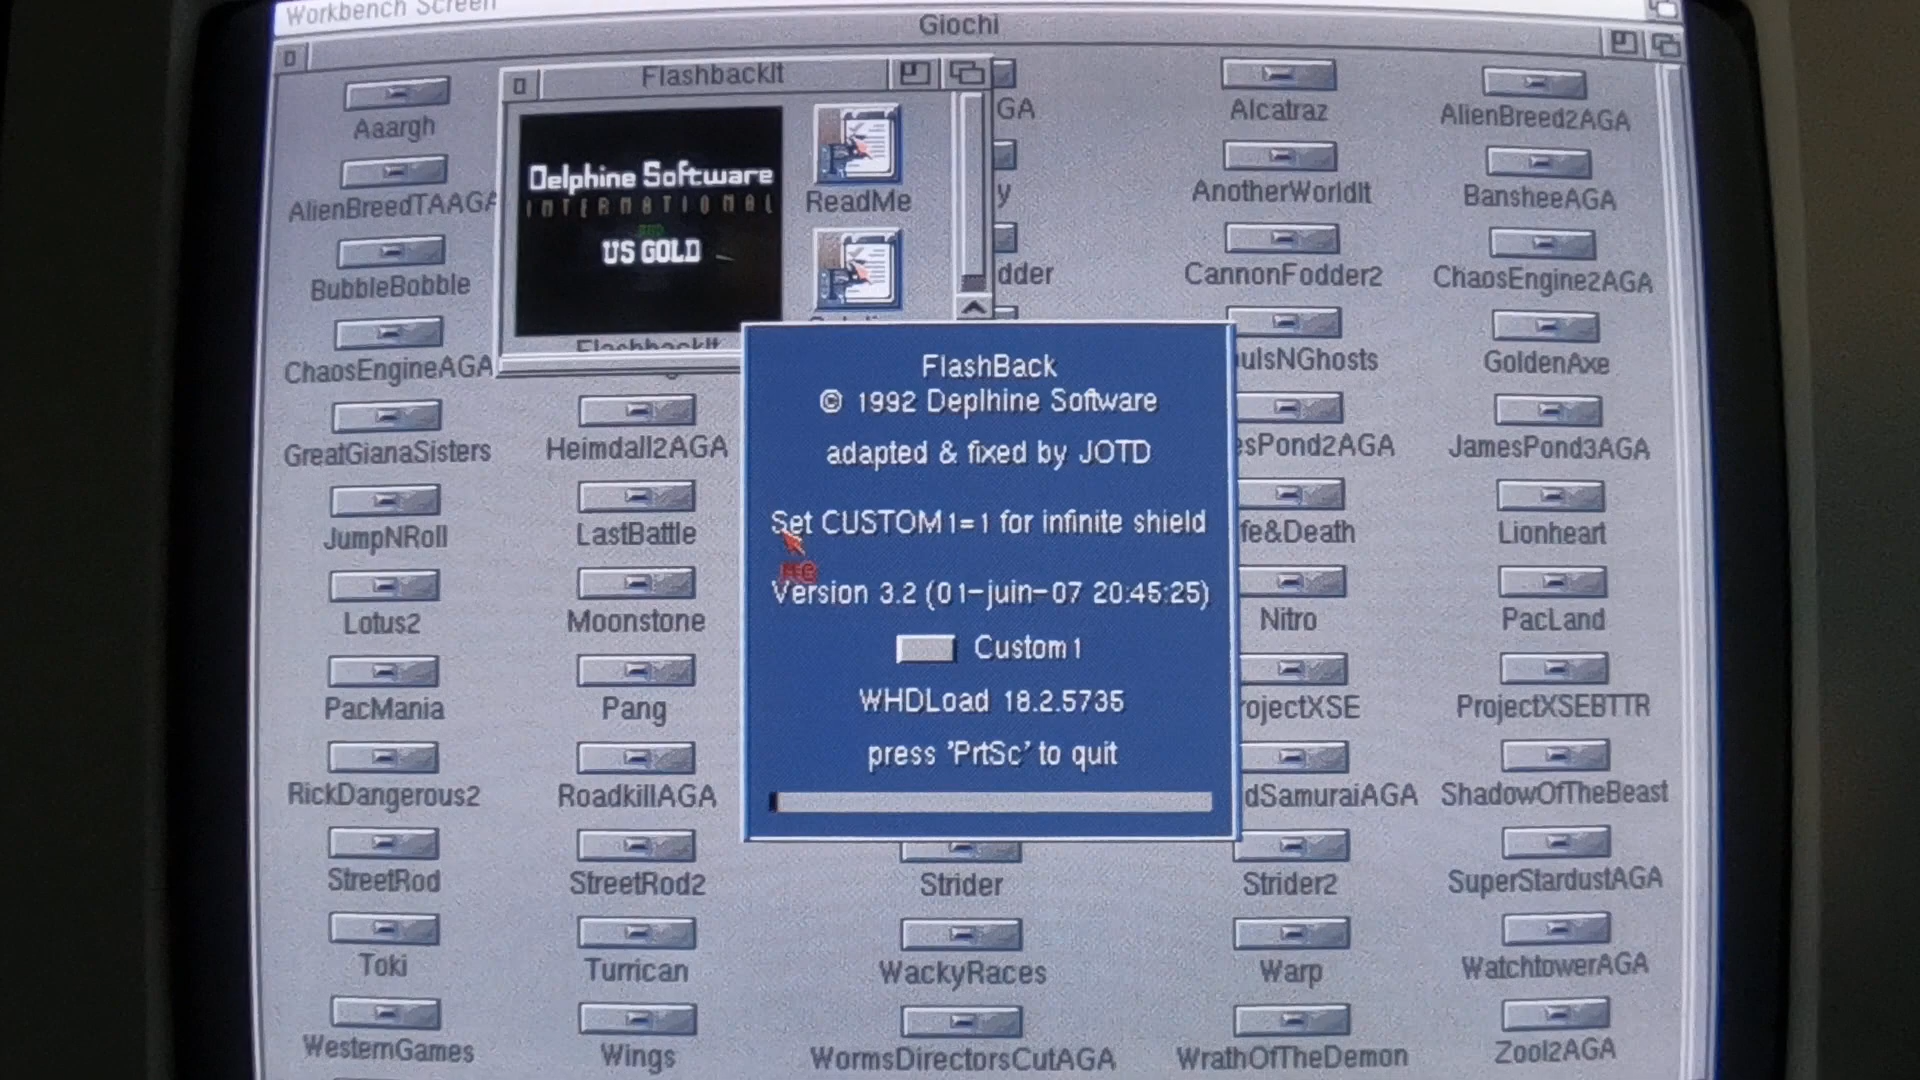 Workbench Screen
Giochi
FlashbackIt
Delphine Software
INTERNATIONAL
AND
US GOLD
ReadMe
FlashbackIt
Aaargh
GA
Alcatraz
AlienBreed2AGA
AlienBreedTAAGA
y
AnotherWorldIt
BansheeAGA
BubbleBobble
dder
CannonFodder2
ChaosEngine2AGA
ChaosEngineAGA
ulsNGhosts
GoldenAxe
GreatGianaSisters
Heimdall2AGA
esPond2AGA
JamesPond3AGA
JumpNRoll
LastBattle
fe&Death
Lionheart
Lotus2
Moonstone
Nitro
PacLand
PacMania
Pang
rojectXSE
ProjectXSEBTTR
RickDangerous2
RoadkillAGA
dSamuraiAGA
ShadowOfTheBeast
StreetRod
StreetRod2
Strider
Strider2
SuperStardustAGA
Toki
Turrican
WackyRaces
Warp
WatchtowerAGA
WesternGames
Wings
WormsDirectorsCutAGA
WrathOfTheDemon
Zool2AGA
FlashBack
© 1992 Deplhine Software
adapted & fixed by JOTD
Set CUSTOM1=1 for infinite shield
Version 3.2 (01-juin-07 20:45:25)
Custom1
WHDLoad 18.2.5735
press 'PrtSc' to quit